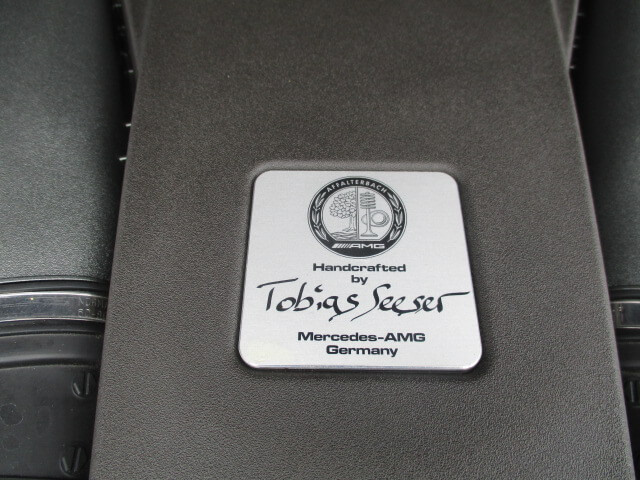 AFFALTERBACH
AMG
Handcrafted
by
Tobias Seeser
Mercedes-AMG
Germany